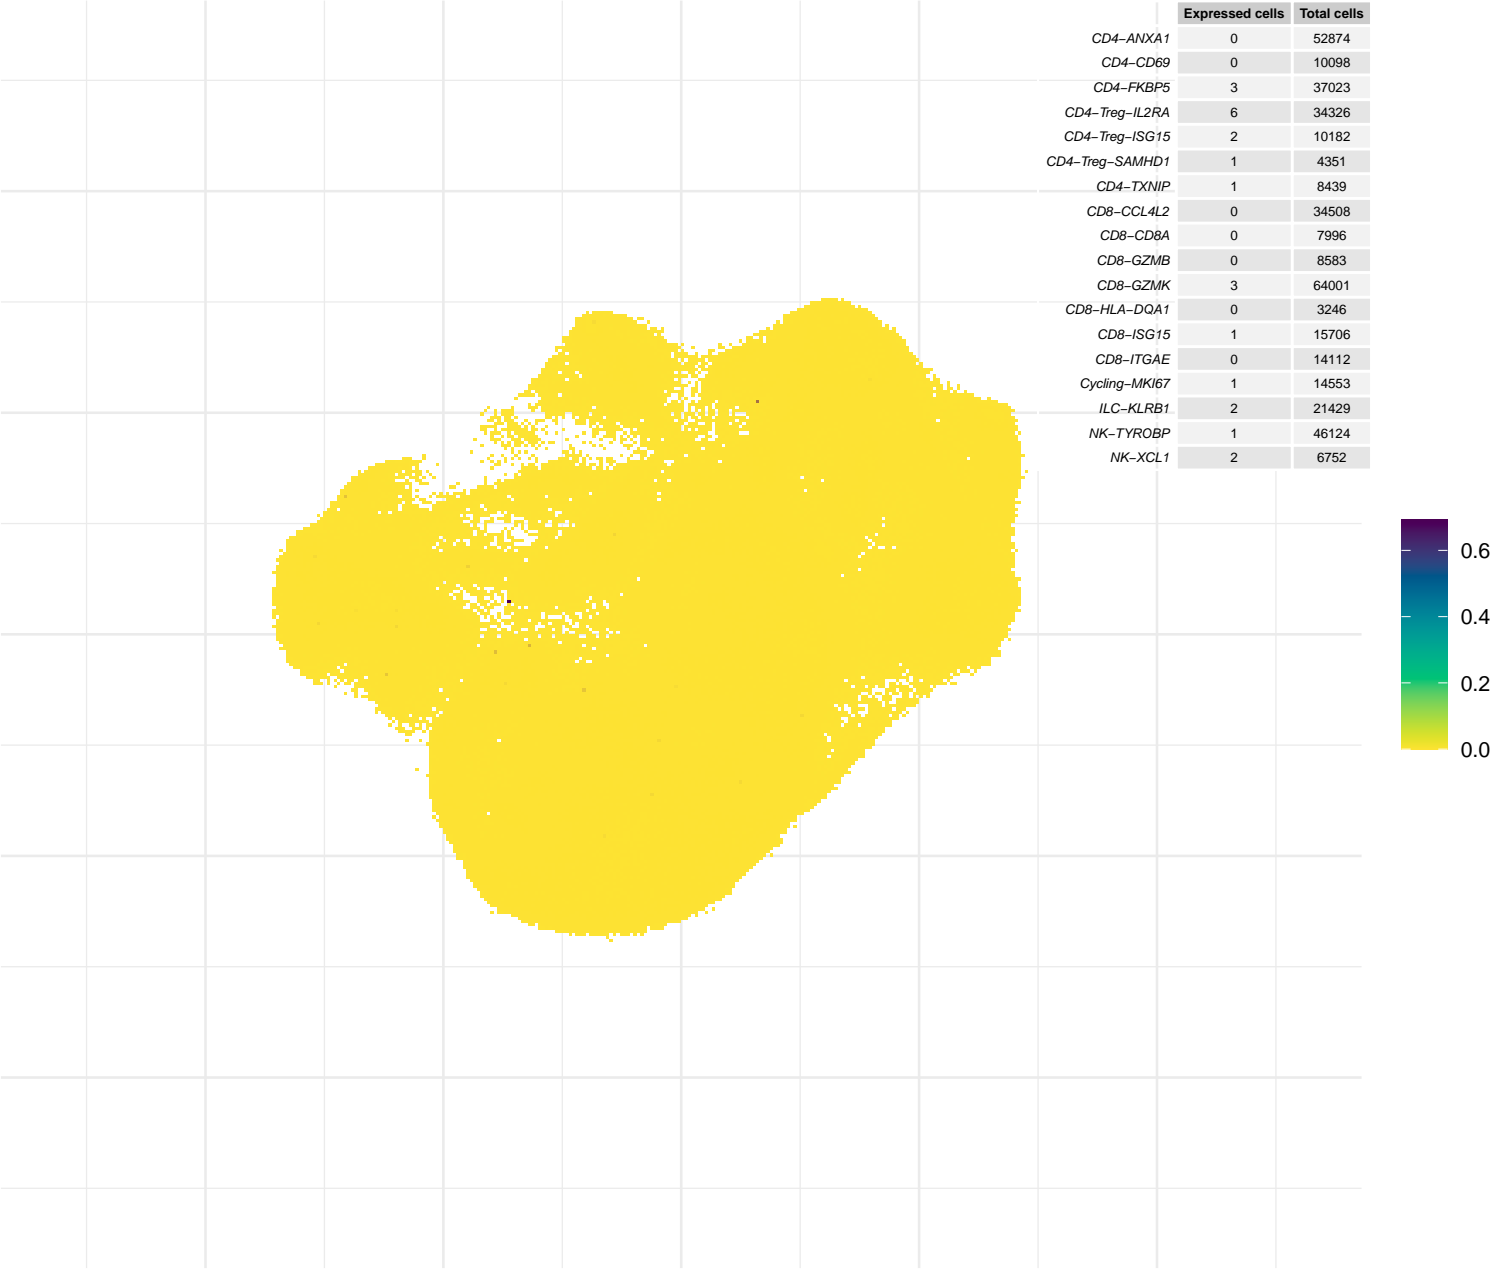 Expressed cells Total cells
CD4−ANXA1 0 52874
CD4−CD69 0 10098
CD4−FKBP5 3 37023
CD4−Treg−IL2RA 6 34326
CD4−Treg−ISG15 2 10182
CD4−Treg−SAMHD1 1 4351
CD4−TXNIP 1 8439
CD8−CCL4L2 0 34508
CD8−CD8A 0 7996
CD8−GZMB 0 8583
CD8−GZMK 3 64001
CD8−HLA−DQA1 0 3246
CD8−ISG15 1 15706
CD8−ITGAE 0 14112
Cycling−MKI67 1 14553
ILC−KLRB1 2 21429
NK−TYROBP 1 46124
NK−XCL1 2 6752
0.6
0.4
0.2
0.0